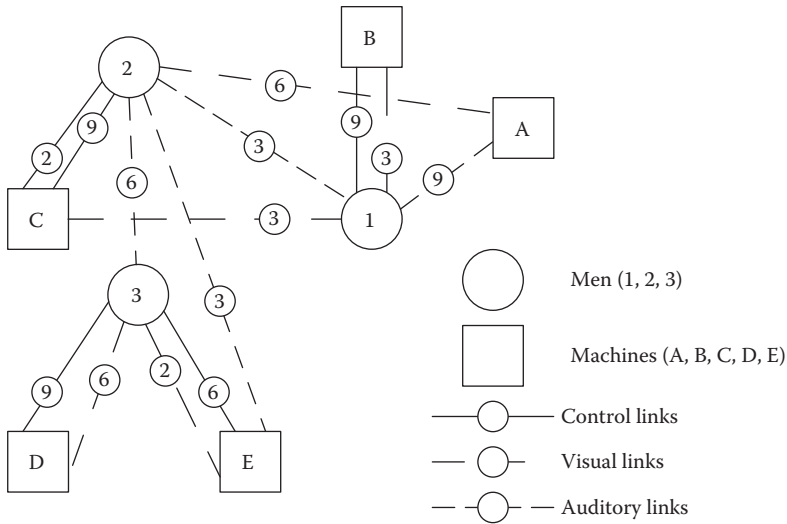 B
2
6
A
9
9
2
3
3
9
6
C
3
1
3
Men (1, 2, 3)
3
Machines (A, B, C, D, E)
2
6
9
6
Control links
D
E
Visual links
Auditory links